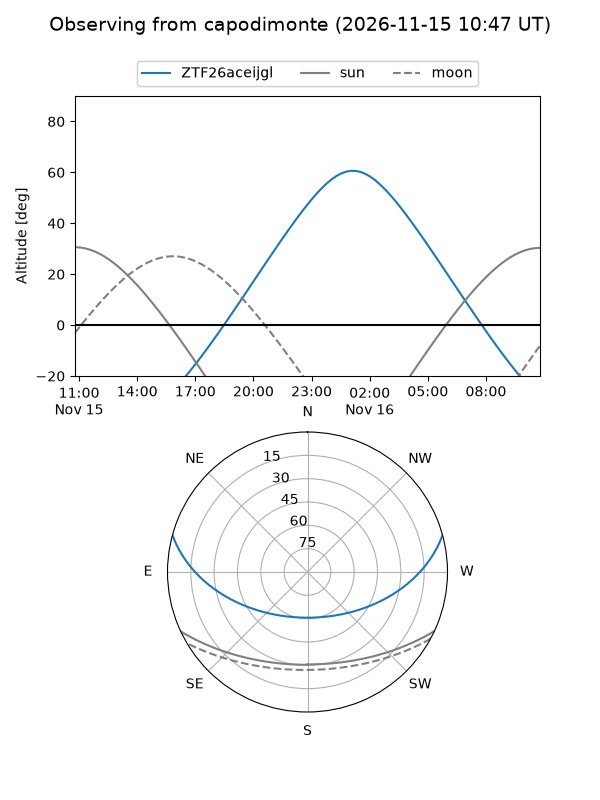 Observing from capodimonte (2026-11-15 10:47 UT)
ZTF26aceijgl sun moon
80
60
40
20
0
−20
Altitude [deg]
11:00 14:00 17:00 20:00 23:00 02:00 05:00 08:00
Nov 15 Nov 16
N
NE NW
15
30
45
60
75
E W
SE SW
S